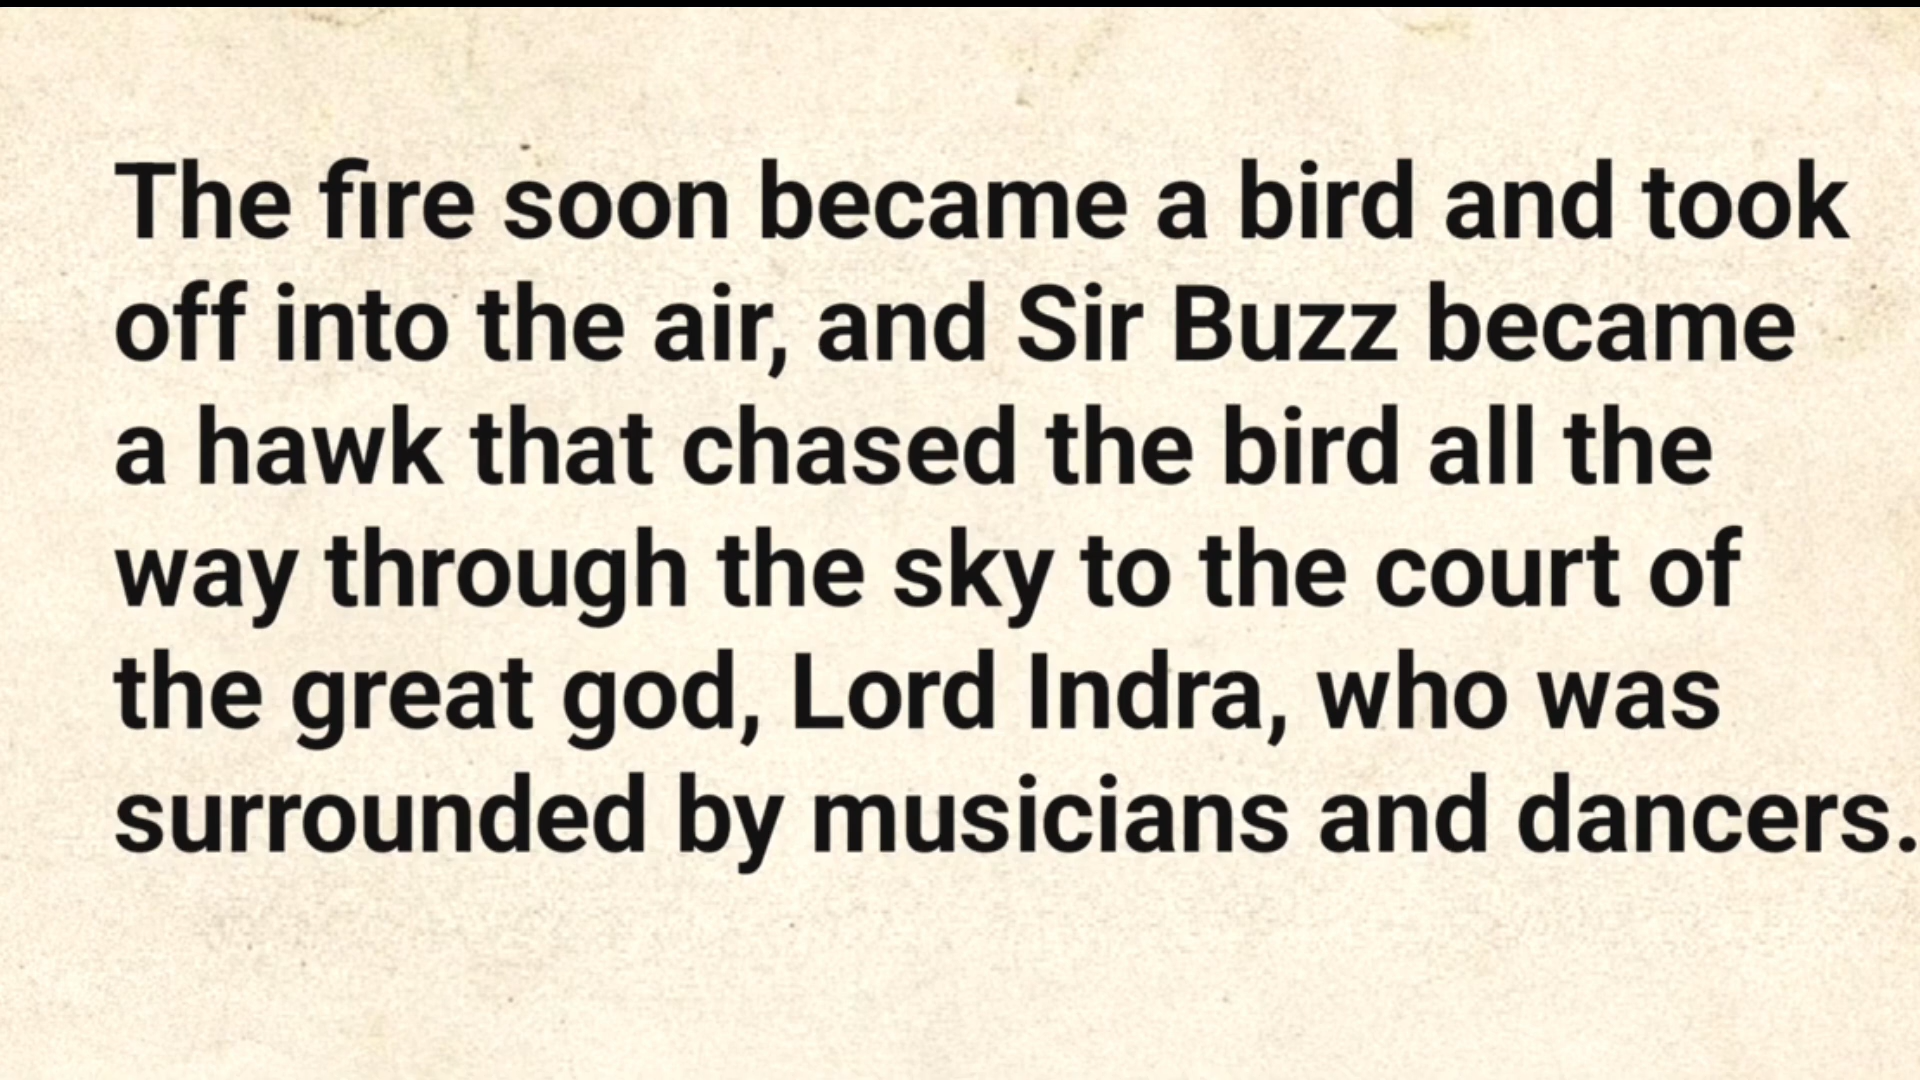 The fire soon became a bird and took
off into the air, and Sir Buzz became
a hawk that chased the bird all the
way through the sky to the court of
the great god, Lord Indra, who was
surrounded by musicians and dancers.